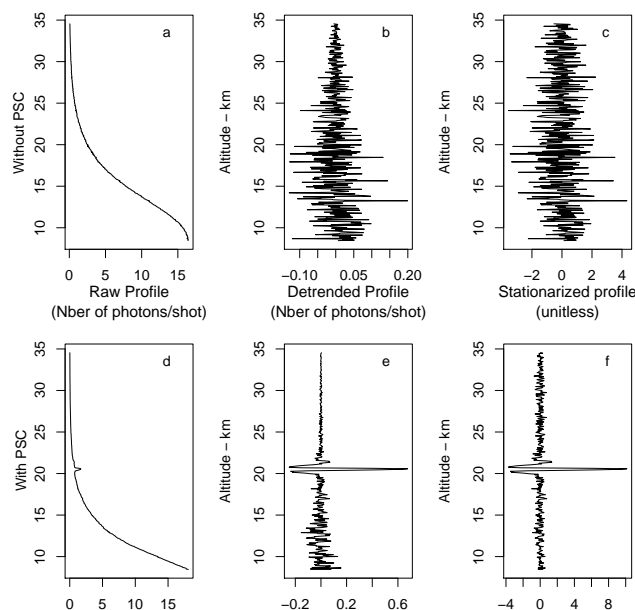 a
b
c
35
30
25
20
15
10
Without PSC
0 5 10 15
Raw Profile
(Nber of photons/shot)
35
30
25
20
15
10
Altitude − km
−0.10 0.05 0.20
Detrended Profile
(Nber of photons/shot)
35
30
25
20
15
10
Altitude − km
−2 0 2 4
Stationarized profile
(unitless)
d
e
f
35
30
25
20
15
10
With PSC
0 5 10 15
35
30
25
20
15
10
Altitude − km
−0.2 0.2 0.6
35
30
25
20
15
10
Altitude − km
−4 0 4 8